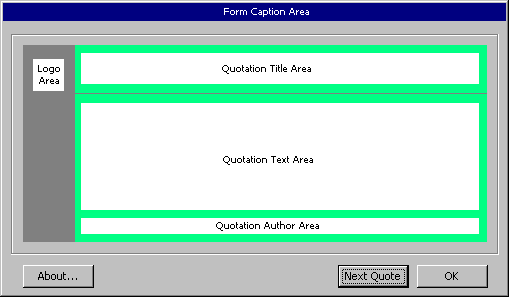 Form Caption Area
Logo
Area
Quotation Title Area
Quotation Text Area
Quotation Author Area
About...
Next Quote
OK